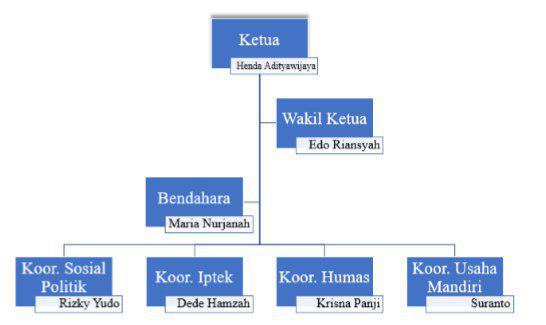 Ketua
Henda Adityawijaya
Wakil Ketua
Edo Riansyah
Bendahara
Maria Nurjanah
Koor. Sosial
Politik
Rizky Yudo
Koor. Iptek
Dede Hamzah
Koor. Humas
Krisna Panji
Koor. Usaha
Mandiri
Suranto